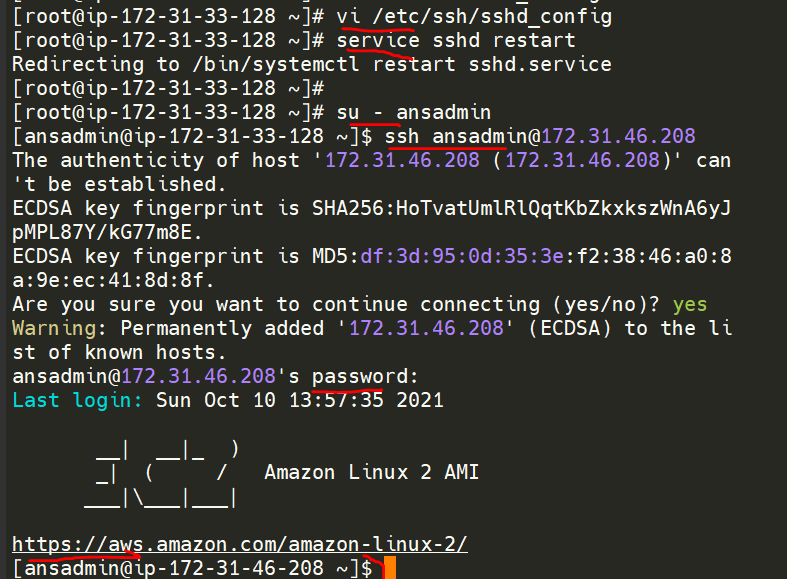 [root@ip-172-31-33-128 ~]# vi /etc/ssh/sshd_config
[root@ip-172-31-33-128 ~]# service sshd restart
Redirecting to /bin/systemctl restart sshd.service
[root@ip-172-31-33-128 ~]#
[root@ip-172-31-33-128 ~]# su - ansadmin
[ansadmin@ip-172-31-33-128 ~]$ ssh ansadmin@172.31.46.208
The authenticity of host '172.31.46.208 (172.31.46.208)' can
't be established.
ECDSA key fingerprint is SHA256:HoTvatUmlRlQqtKbZkxkszWnA6yJ
pMPL87Y/kG77m8E.
ECDSA key fingerprint is MD5:df:3d:95:0d:35:3e:f2:38:46:a0:8
a:9e:ec:41:8d:8f.
Are you sure you want to continue connecting (yes/no)? yes
Warning: Permanently added '172.31.46.208' (ECDSA) to the li
st of known hosts.
ansadmin@172.31.46.208's password:
Last login: Sun Oct 10 13:57:35 2021
       __|  __|_  )
       _|  (     /   Amazon Linux 2 AMI
      ___|\___|___|
https://aws.amazon.com/amazon-linux-2/
[ansadmin@ip-172-31-46-208 ~]$